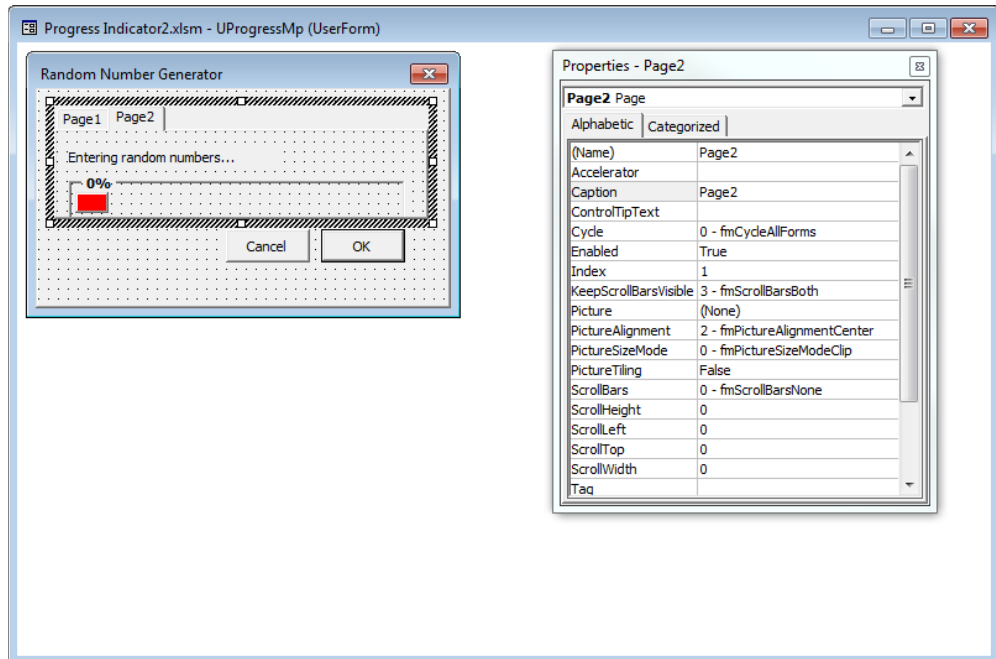 Progress Indicator2.xlsm - UProgressMp (UserForm)
Random Number Generator
Page1 Page2
Entering random numbers...
0%
Cancel OK
Properties - Page2
Page2 Page
Alphabetic Categorized
(Name) Page2
Accelerator
Caption Page2
ControlTipText
Cycle 0 - fmCycleAllForms
Enabled True
Index 1
KeepScrollBarsVisible 3 - fmScrollBarsBoth
Picture (None)
PictureAlignment 2 - fmPictureAlignmentCenter
PictureSizeMode 0 - fmPictureSizeModeClip
PictureTiling False
ScrollBars 0 - fmScrollBarsNone
ScrollHeight 0
ScrollLeft 0
ScrollTop 0
ScrollWidth 0
Tag